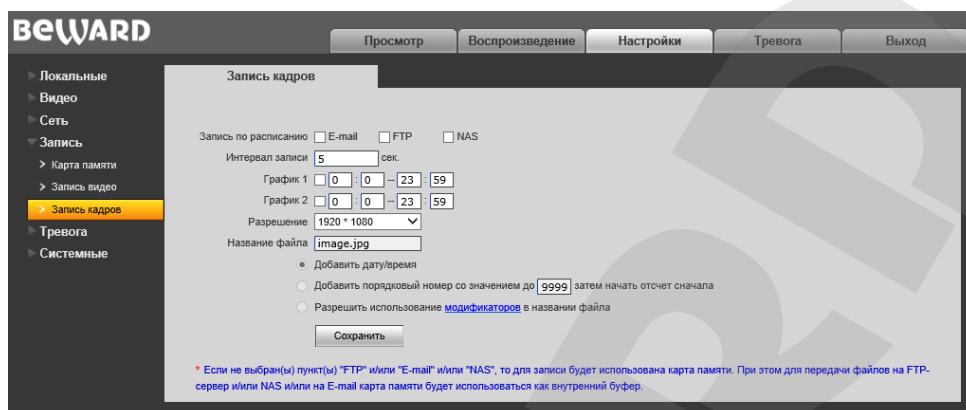 BEWARD
Просмотр Воспроизведение Настройки Тревога Выход
Локальные
Видео
Сеть
Запись
Карта памяти
Запись видео
Запись кадров
Тревога
Системные
Запись кадров
Запись по расписанию E-mail FTP NAS
Интервал записи 5 сек.
График 1 0 : 0 -- 23 : 59
График 2 0 : 0 -- 23 : 59
Разрешение 1920 * 1080
Название файла image.jpg
Добавить дату/время
Добавить порядковый номер со значением до 9999 затем начать отсчет сначала
Разрешить использование модификаторов в названии файла
Сохранить
* Если не выбран(ы) пункт(ы) "FTP" и/или "E-mail" и/или "NAS", то для записи будет использована карта памяти. При этом для передачи файлов на FTP-
сервер и/или NAS и/или на E-mail карта памяти будет использоваться как внутренний буфер.